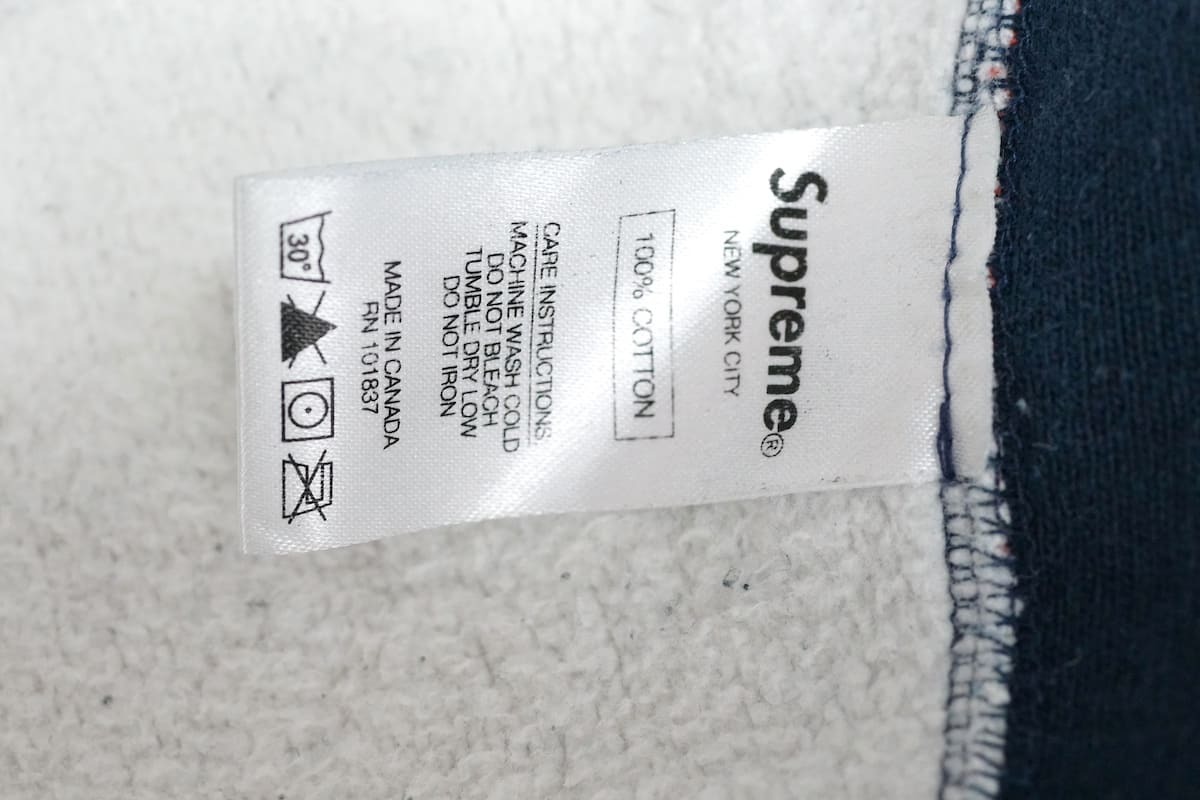 Supreme®
NEW YORK CITY
100% COTTON
CARE INSTRUCTIONS
MACHINE WASH COLD
DO NOT BLEACH
TUMBLE DRY LOW
DO NOT IRON
MADE IN CANADA
RN 101837
30°